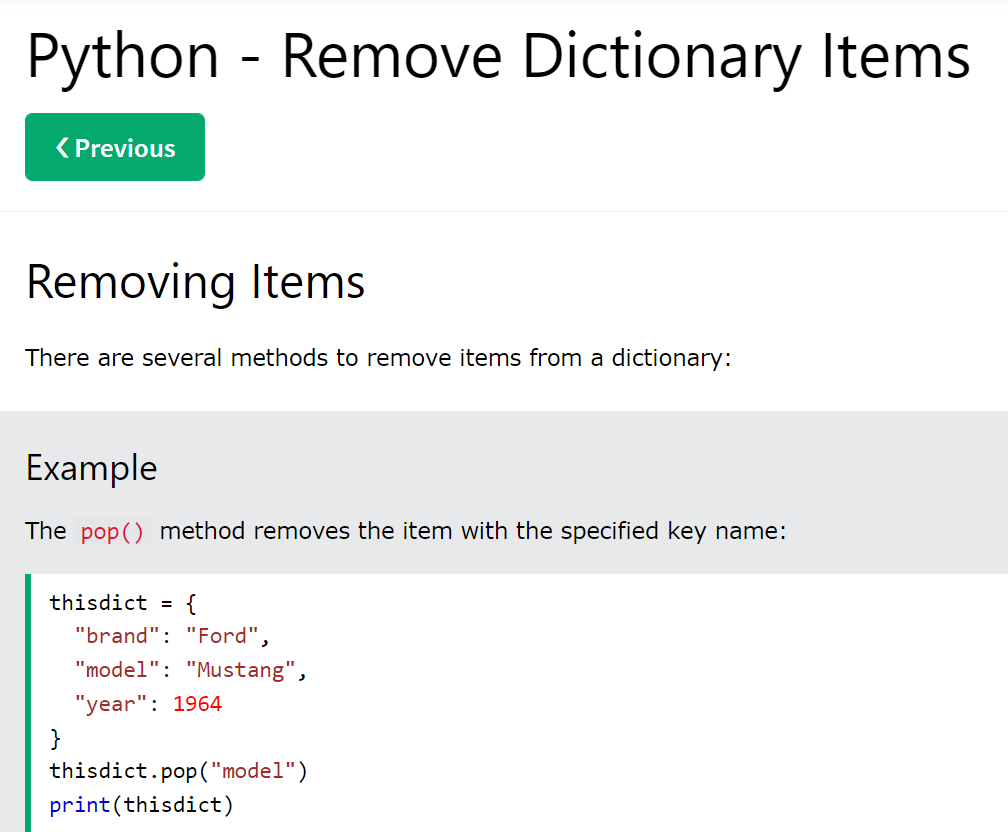 Python - Remove Dictionary Items
❮ Previous
Removing Items
There are several methods to remove items from a dictionary:
Example
The pop() method removes the item with the specified key name:
thisdict = {
  "brand": "Ford",
  "model": "Mustang",
  "year": 1964
}
thisdict.pop("model")
print(thisdict)